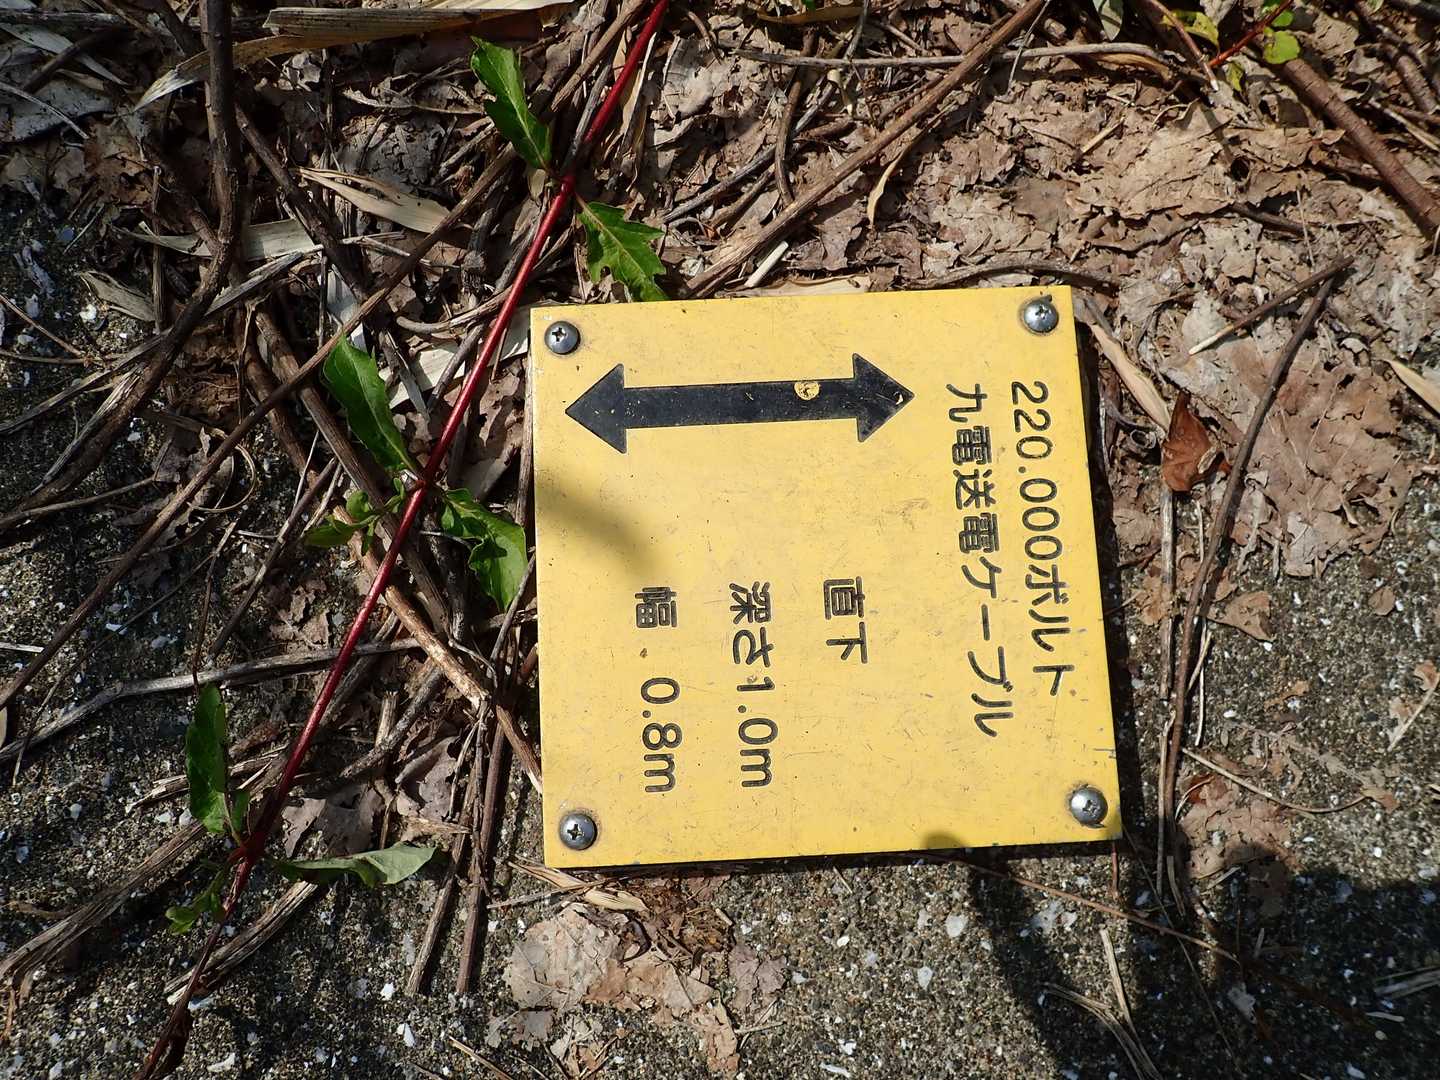 220.000ボルト
九電送電ケーブル
直下
深さ1.0m
幅 0.8m